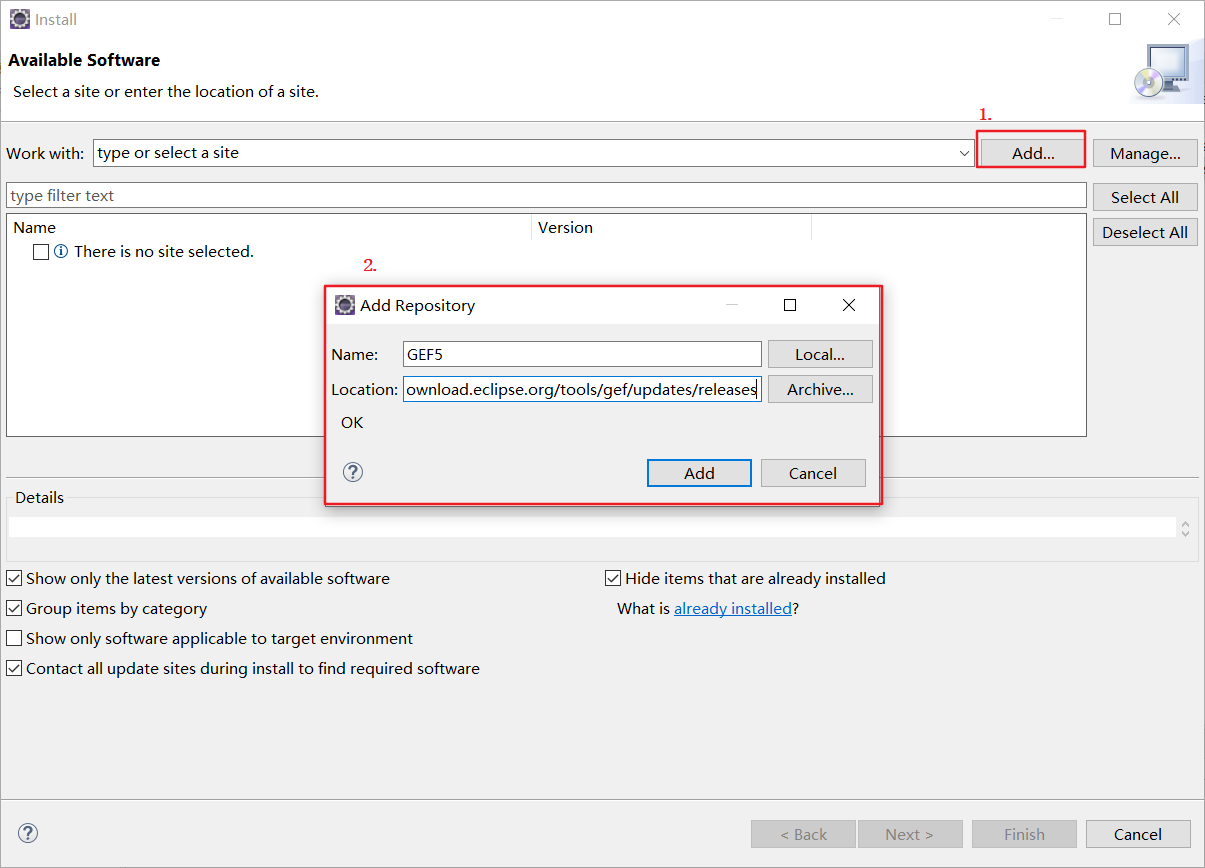 Install
Available Software
Select a site or enter the location of a site.
1.
Work with: type or select a site Add... Manage...
type filter text Select All
Name Version Deselect All
There is no site selected.
2.
Add Repository
Name: GEF5 Local...
Location: ownload.eclipse.org/tools/gef/updates/releases Archive...
OK
? Add Cancel
Details
Show only the latest versions of available software Hide items that are already installed
Group items by category What is already installed?
Show only software applicable to target environment
Contact all update sites during install to find required software
? < Back Next > Finish Cancel